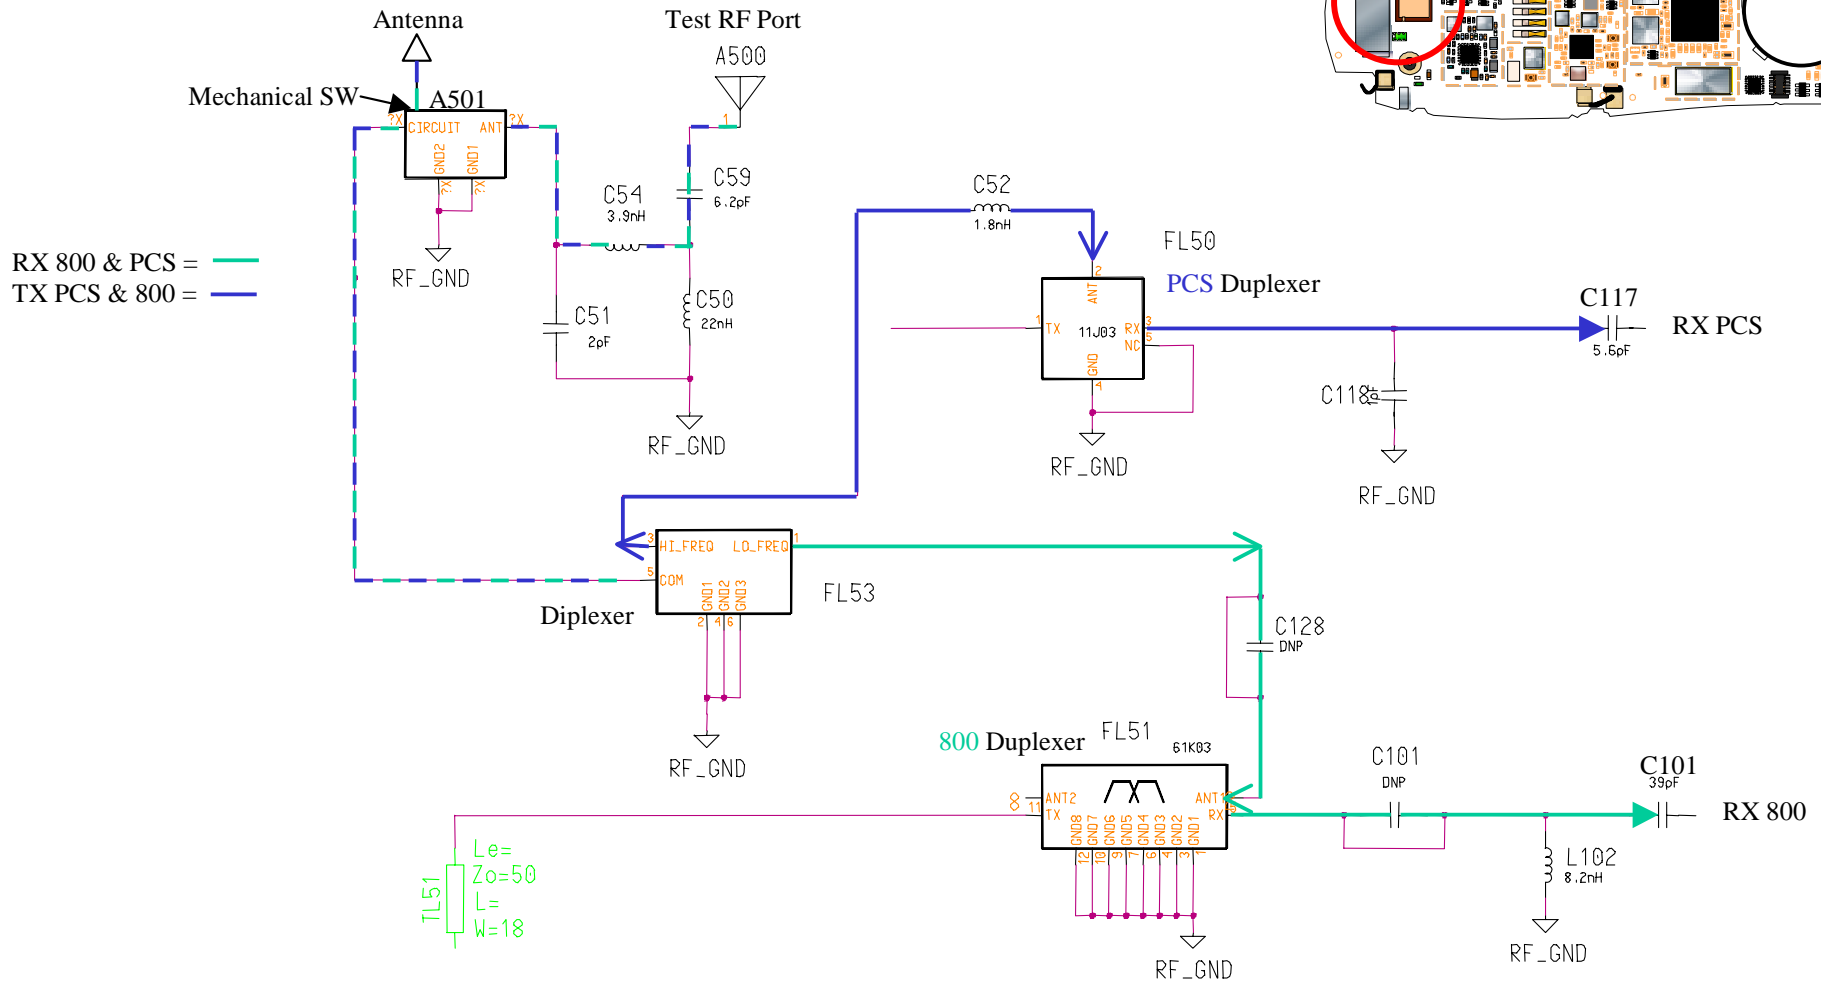 Antenna
Test RF Port
A500
1
Mechanical SW
A501
?X
CIRCUIT
ANT
?X
GND2
GND1
?X
?X
RF_GND
C54
3.9nH
C59
6.2pF
C51
2pF
C50
22nH
RF_GND
RX 800 & PCS =
TX PCS & 800 =
C52
1.8nH
FL50
PCS Duplexer
2
ANT
1
TX
11J03
RX
3
NC
5
GND
4
RF_GND
C117
5.6pF
RX PCS
C118
RF_GND
3
HI_FREQ
LO_FREQ
1
5
COM
GND1
GND2
GND3
2
4
6
FL53
Diplexer
RF_GND
C128
DNP
800 Duplexer
FL51
61K03
8
ANT2
ANT1
11
TX
RX
GND8
GND7
GND6
GND5
GND4
GND3
GND2
GND1
12
10
9
7
6
4
3
1
RF_GND
C101
DNP
C101
39pF
RX 800
L102
8.2nH
RF_GND
TL51
Le=
Zo=50
L=
W=18